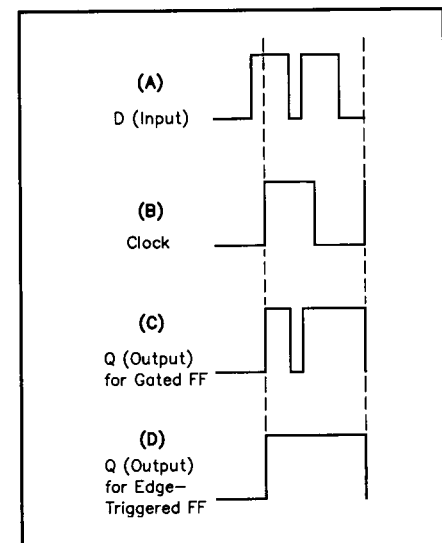 (A)
D (Input)
(B)
Clock
(C)
Q (Output)
for Gated FF
(D)
Q (Output)
for Edge-
Triggered FF